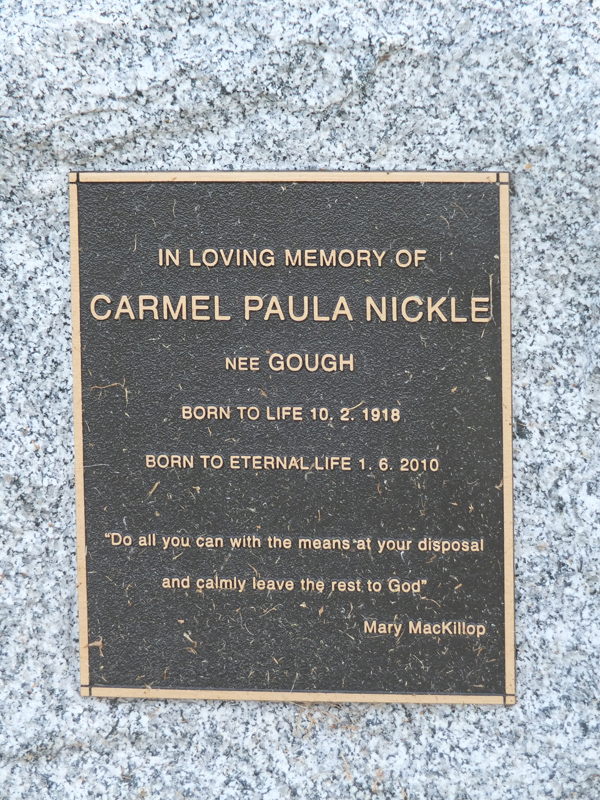 IN LOVING MEMORY OF
CARMEL PAULA NICKLE
NEE GOUGH
BORN TO LIFE 10. 2. 1918
BORN TO ETERNAL LIFE 1. 6. 2010
“Do all you can with the means at your disposal
and calmly leave the rest to God”
Mary MacKillop